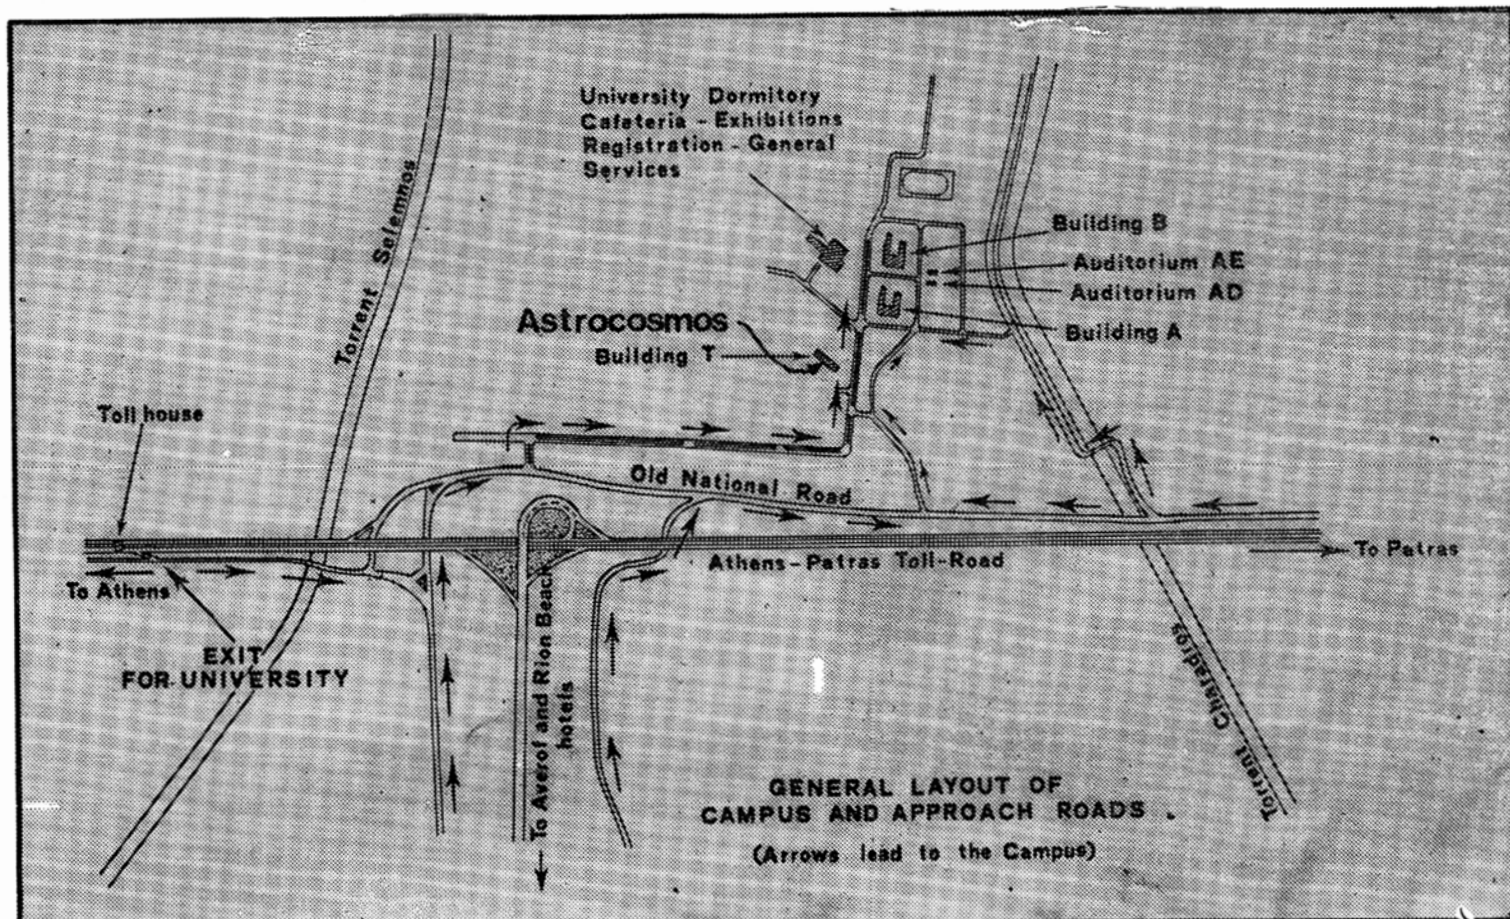 University Dormitory
Cafeteria - Exhibitions
Registration - General
Services
Torrent Selemnos
Building B
Auditorium AE
Auditorium AD
Building A
Astrocosmos
Building T
Toll house
Old National Road
Athens-Patras Toll-Road
To Patras
To Athens
EXIT
FOR UNIVERSITY
To Averof and Rion Beach
hotels
Torrent Charadros
GENERAL LAYOUT OF
CAMPUS AND APPROACH ROADS
(Arrows lead to the Campus)